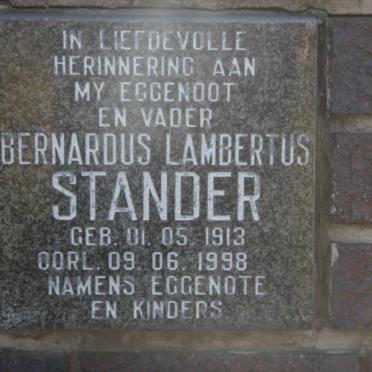 IN LIEFDEVOLLE
HERINNERING AAN
MY EGGENOOT
EN VADER
BERNARDUS LAMBERTUS
STANDER
GEB. 01. 05. 1913
OORL. 09. 06. 1998
NAMENS EGGENOTE
EN KINDERS